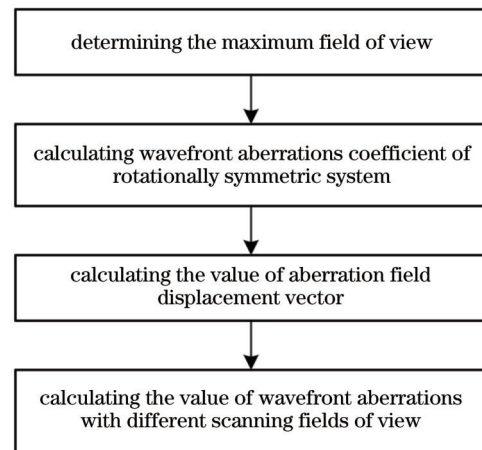 determining the maximum field of view
calculating wavefront aberrations coefficient of
rotationally symmetric system
calculating the value of aberration field
displacement vector
calculating the value of wavefront aberrations
with different scanning fields of view